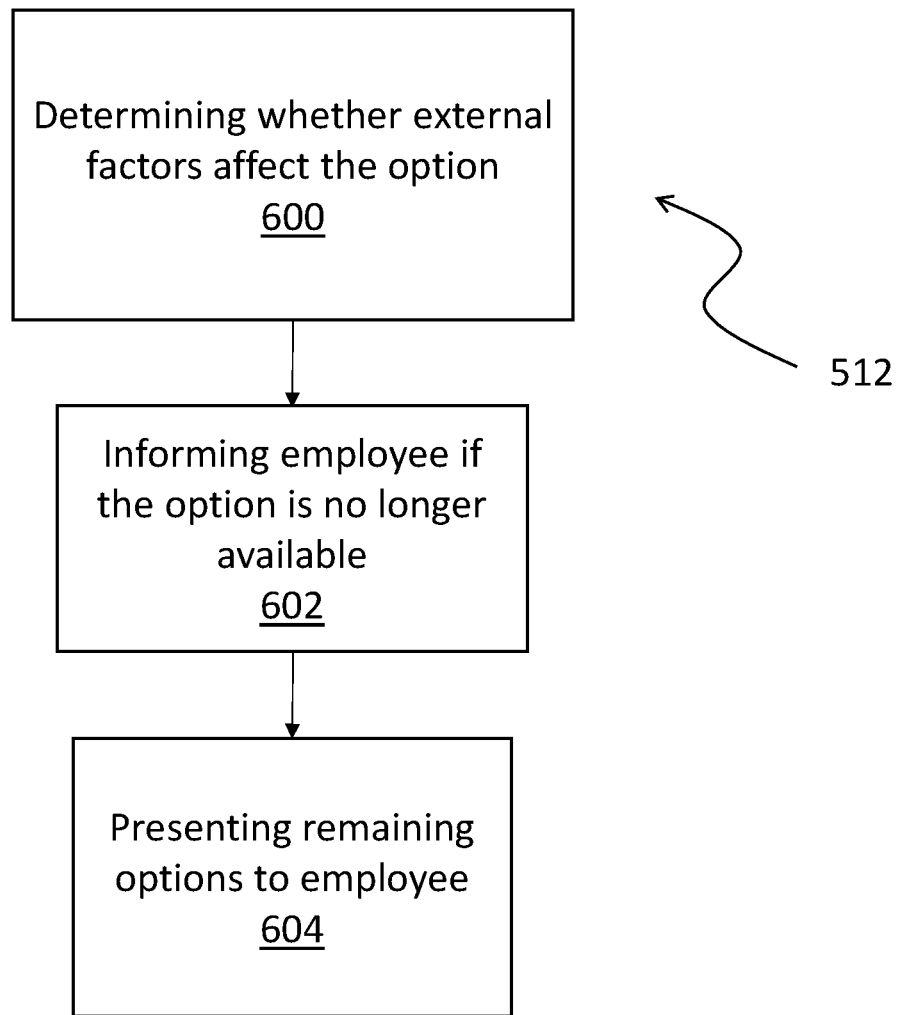 Determining whether external
factors affect the option
600
512
Informing employee if
the option is no longer
available
602
Presenting remaining
options to employee
604